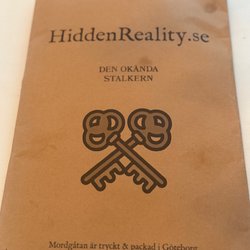 HiddenReality.se
DEN OKÄNDA
STALKERN
Mordgåtan är tryckt & packad i Göteborg